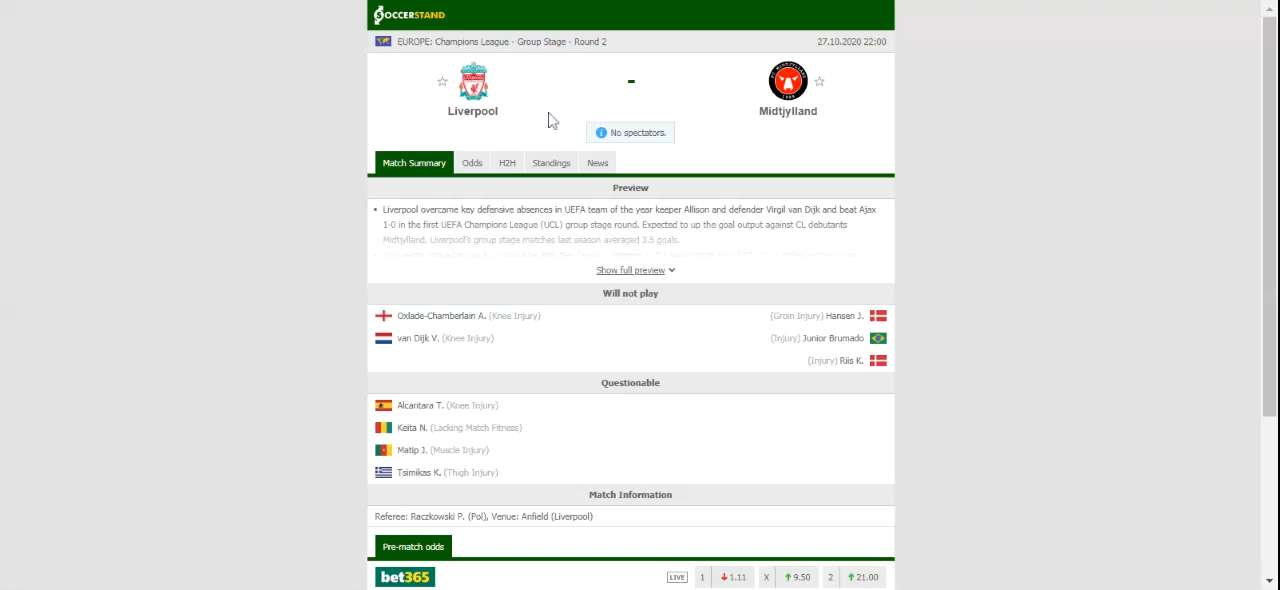 SOCCERSTAND
EUROPE: Champions League - Group Stage - Round 2 27.10.2020 22:00
-
Liverpool Midtjylland
No spectators.
Match Summary Odds H2H Standings News
Preview
• Liverpool overcame key defensive absences in UEFA team of the year keeper Allison and defender Virgil van Dijk and beat Ajax
1-0 in the first UEFA Champions League (UCL) group stage round. Expected to up the goal output against CL debutants
Midtjylland, Liverpool's group stage matches last season averaged 3.5 goals.
Show full preview
Will not play
Oxlade-Chamberlain A. (Knee Injury) (Groin Injury) Hansen J.
van Dijk V. (Knee Injury) (Injury) Junior Brumado
(Injury) Riis K.
Questionable
Alcantara T. (Knee Injury)
Keita N. (Lacking Match Fitness)
Matip J. (Muscle Injury)
Tsimikas K. (Thigh Injury)
Match Information
Referee: Raczkowski P. (Pol), Venue: Anfield (Liverpool)
Pre-match odds
bet365 LIVE 1 1.11 X 9.50 2 21.00